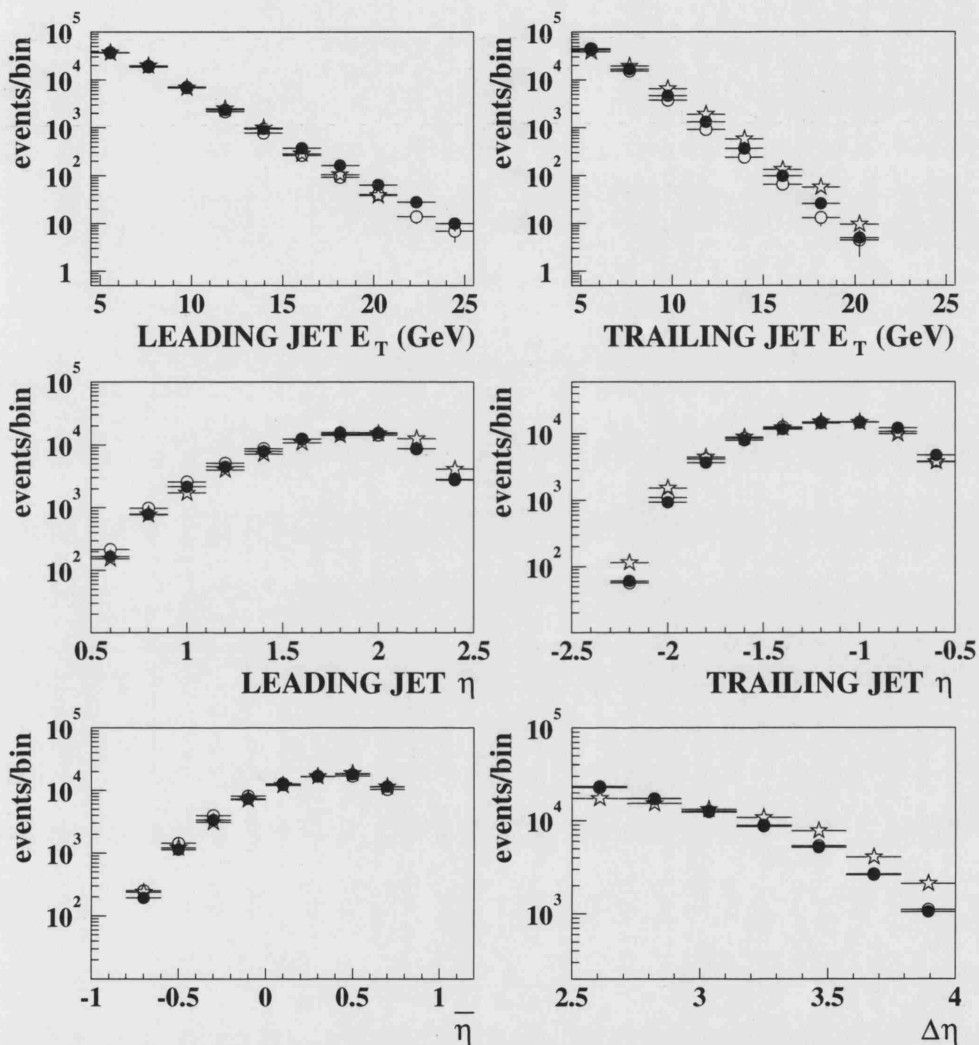 events/bin
10^5
10^4
10^3
10^2
10
1
5 10 15 20 25
LEADING JET E_T (GeV)
events/bin
10^5
10^4
10^3
10^2
10
1
5 10 15 20 25
TRAILING JET E_T (GeV)
events/bin
10^5
10^4
10^3
10^2
0.5 1 1.5 2 2.5
LEADING JET η
events/bin
10^4
10^3
10^2
-2.5 -2 -1.5 -1 -0.5
TRAILING JET η
events/bin
10^5
10^4
10^3
10^2
-1 -0.5 0 0.5 1
η̅
events/bin
10^5
10^4
10^3
2.5 3 3.5 4
Δη